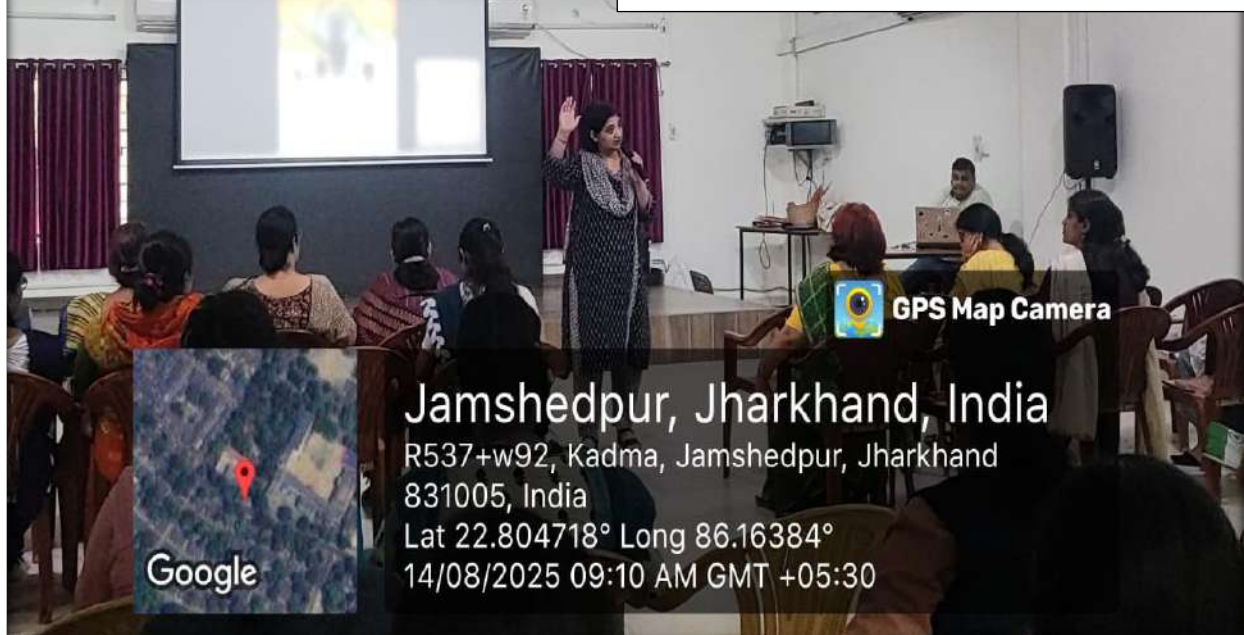 GPS Map Camera
Jamshedpur, Jharkhand, India
R537+w92, Kadma, Jamshedpur, Jharkhand
831005, India
Lat 22.804718° Long 86.16384°
14/08/2025 09:10 AM GMT +05:30
Google